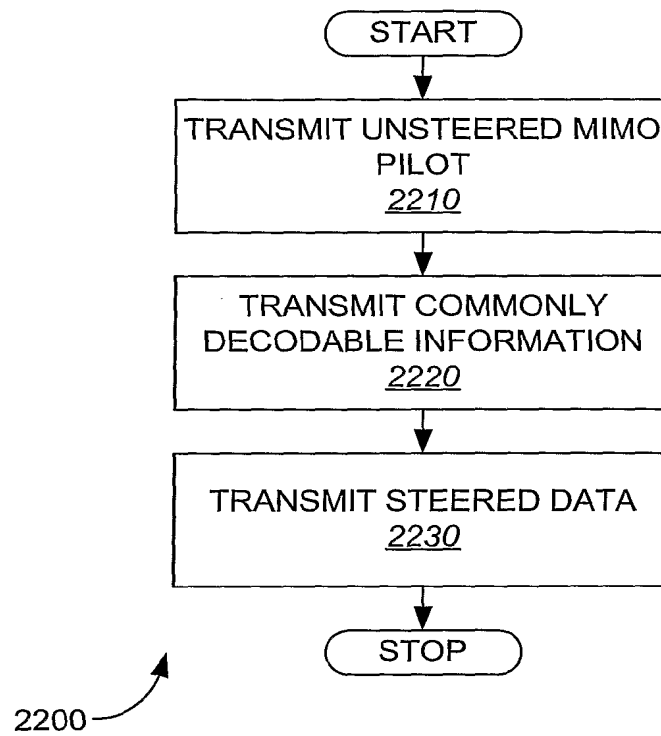 START
TRANSMIT UNSTEERED MIMO
PILOT
2210
TRANSMIT COMMONLY
DECODABLE INFORMATION
2220
TRANSMIT STEERED DATA
2230
STOP
2200